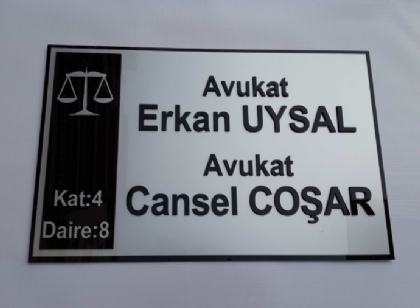 Avukat
Erkan UYSAL
Avukat
Cansel COŞAR
Kat:4
Daire:8